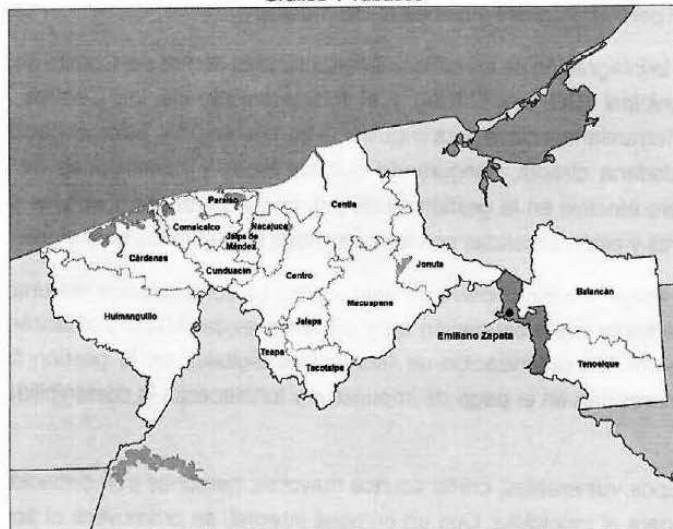 Paraíso
Centla
Comalcalco
Nacajuca
Jalpa de
Méndez
Cárdenas
Cunduacán
Centro
Jonuta
Macuspana
Huimanguillo
Jalapa
Teapa
Tacotalpa
Balancán
Emiliano Zapata
Tenosique